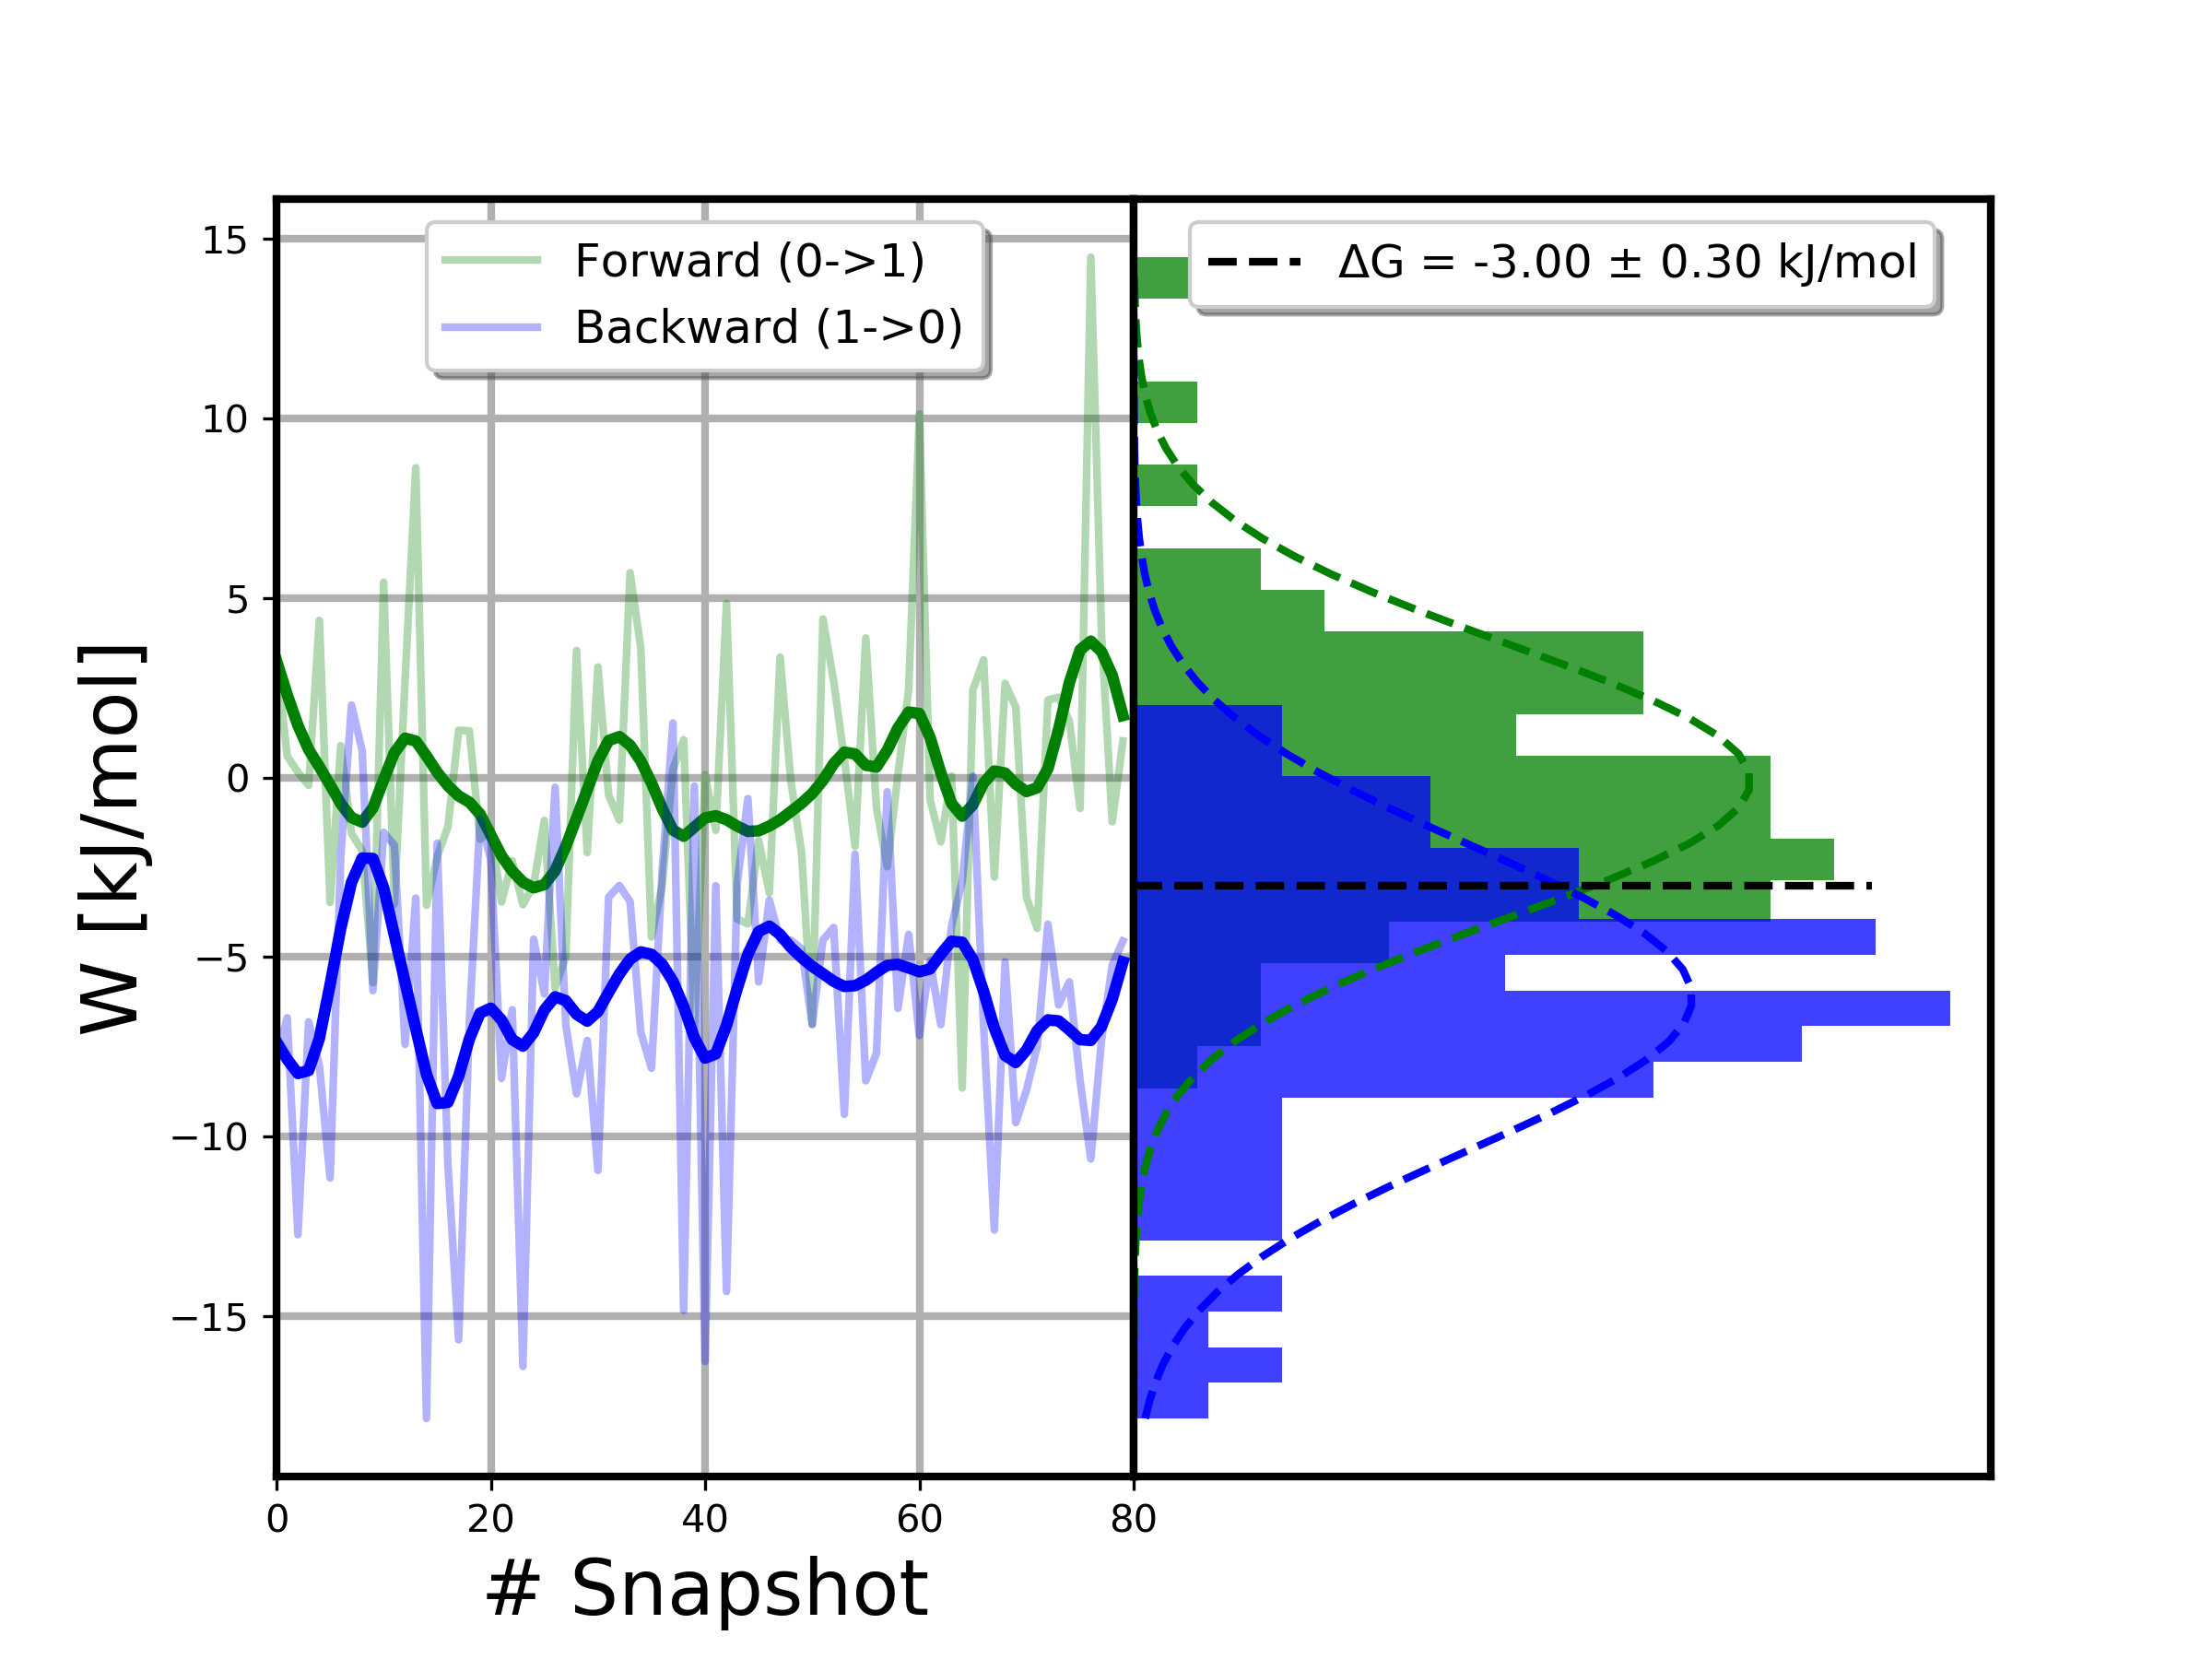 Forward (0->1)
Backward (1->0)
ΔG = -3.00 ± 0.30 kJ/mol
W [kJ/mol]
15
10
5
0
−5
−10
−15
0 20 40 60 80
# Snapshot